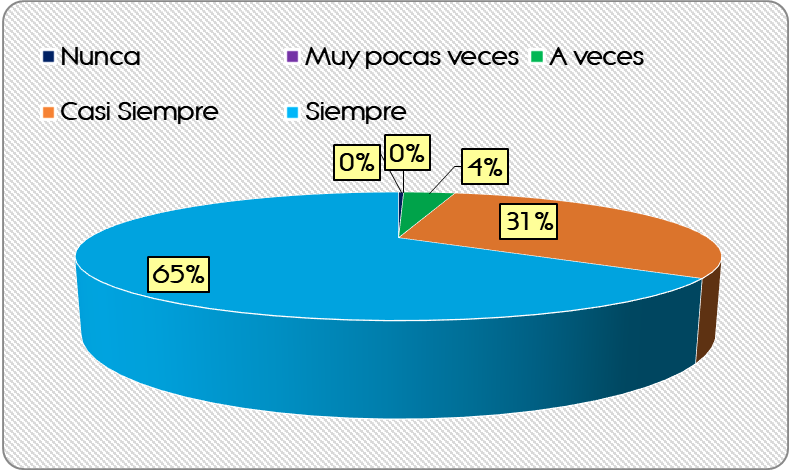 Nunca Muy pocas veces A veces
Casi Siempre Siempre
0% 0% 4%
31%
65%